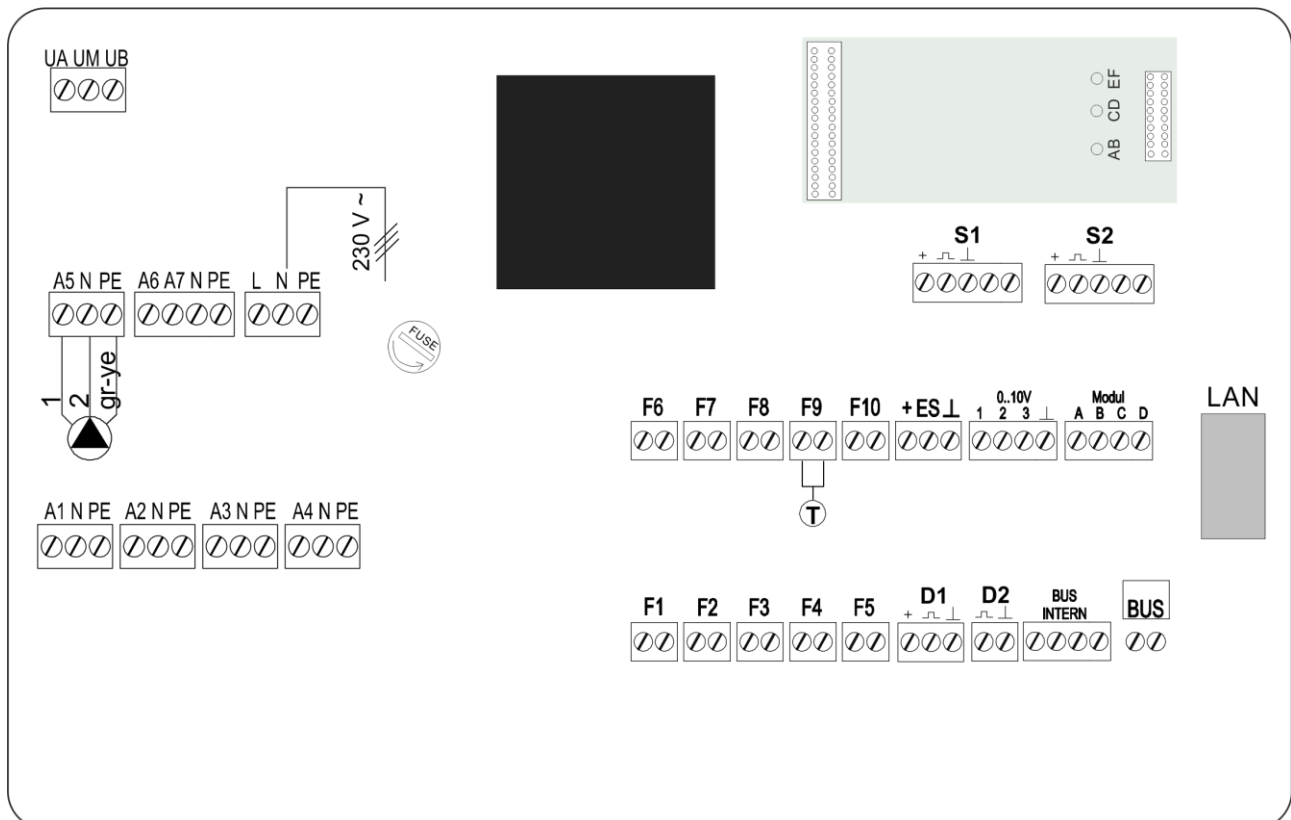 UA UM UB
EF
CD
AB
S1
S2
+ ⎍ ⊥
+ ⎍ ⊥
230 V ~
A5 N PE
A6 A7 N PE
L N PE
FUSE
1
2
gr-ye
F6
F7
F8
F9
F10
+ ES ⊥
0..10V
1 2 3 ⊥
Modul
A B C D
LAN
T
A1 N PE
A2 N PE
A3 N PE
A4 N PE
F1
F2
F3
F4
F5
D1
+ ⎍ ⊥
D2
⎍ ⊥
BUS
INTERN
BUS